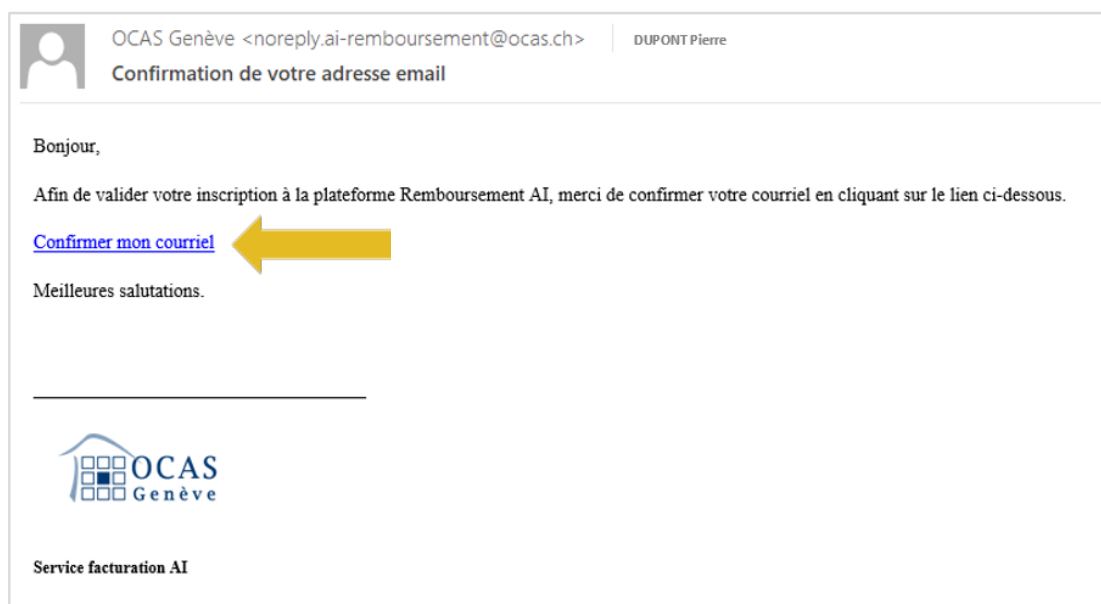 OCAS Genève <noreply.ai-remboursement@ocas.ch> DUPONT Pierre
Confirmation de votre adresse email
Bonjour,
Afin de valider votre inscription à la plateforme Remboursement AI, merci de confirmer votre courriel en cliquant sur le lien ci-dessous.
Confirmer mon courriel
Meilleures salutations.
OCAS
Genève
Service facturation AI